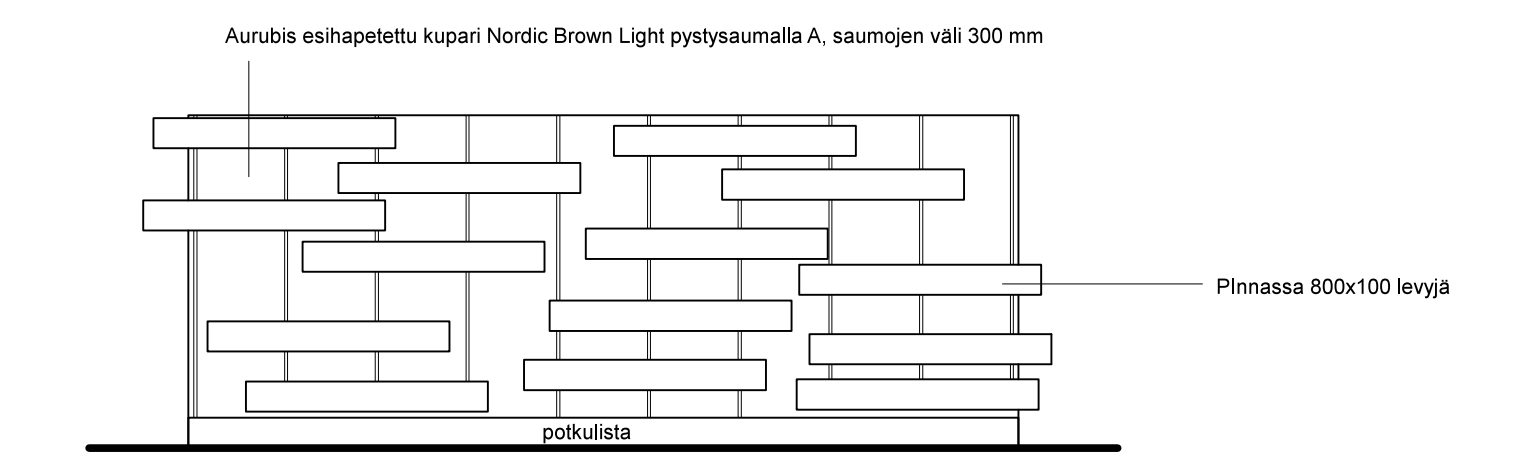 Aurubis esihapetettu kupari Nordic Brown Light pystysaumalla A, saumojen väli 300 mm
PInnassa 800x100 levyjä
potkulista